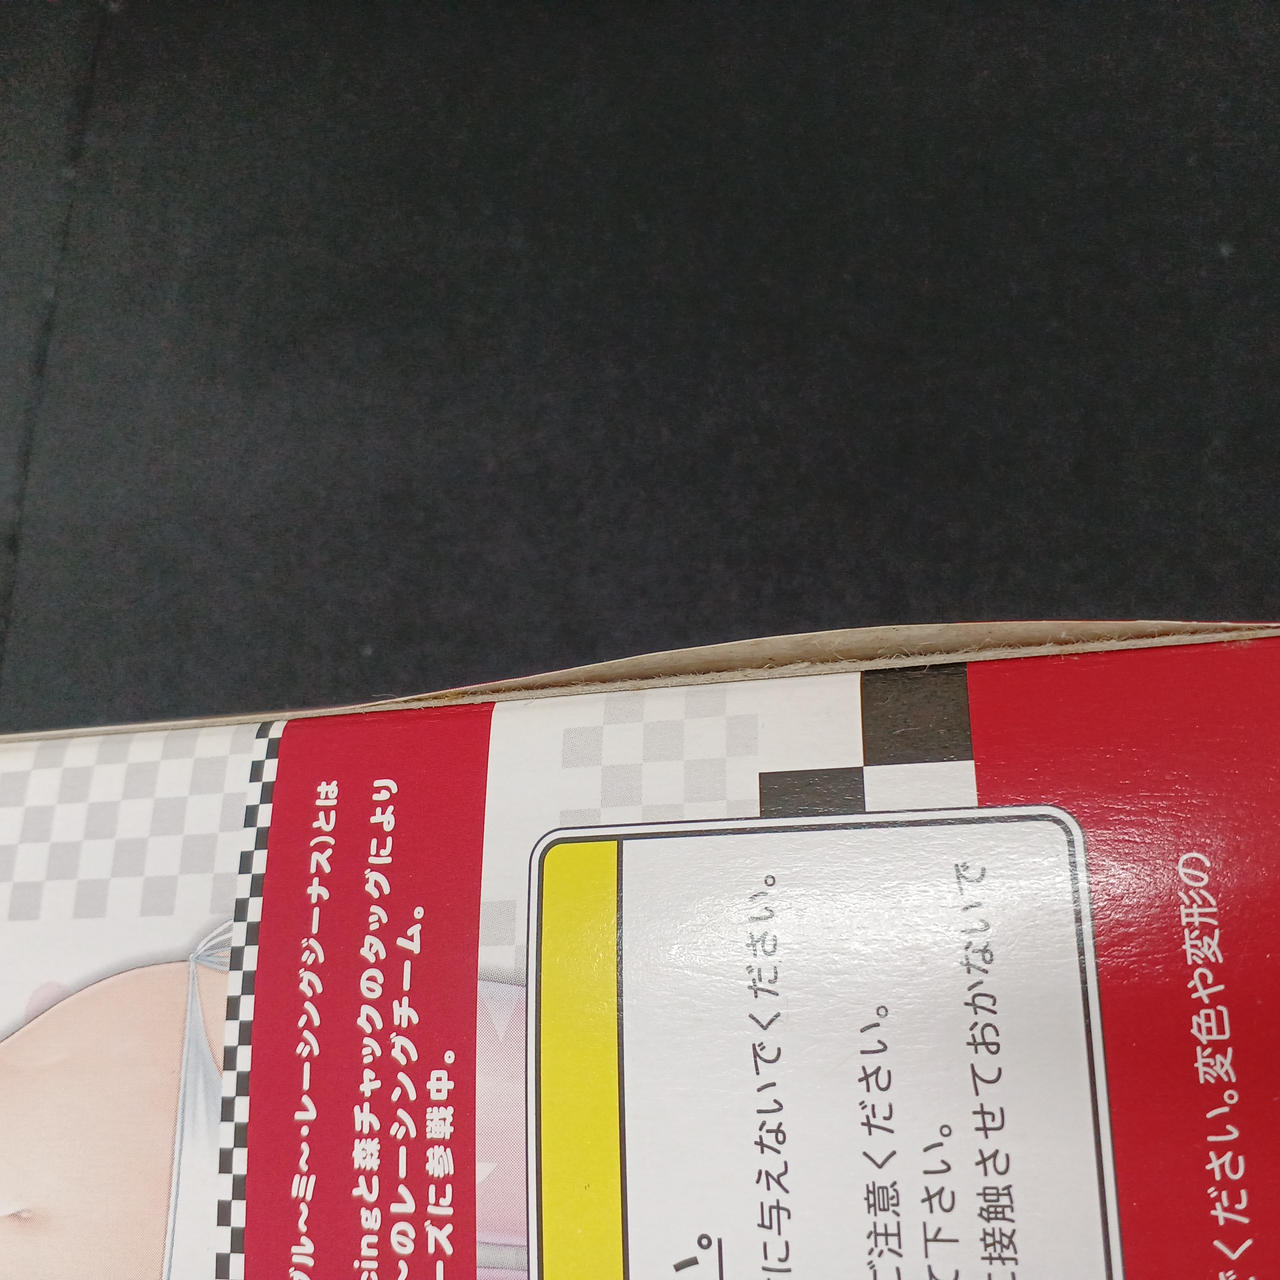 グル～ミ～・レーシングジーナス)とは
cingと森チャックのタッグにより
～のレーシングチーム。
ーズに参戦中。
い。
に与えないでください。
ご注意ください。
て下さい。
に接触させておかないで
でください。変色や変形の